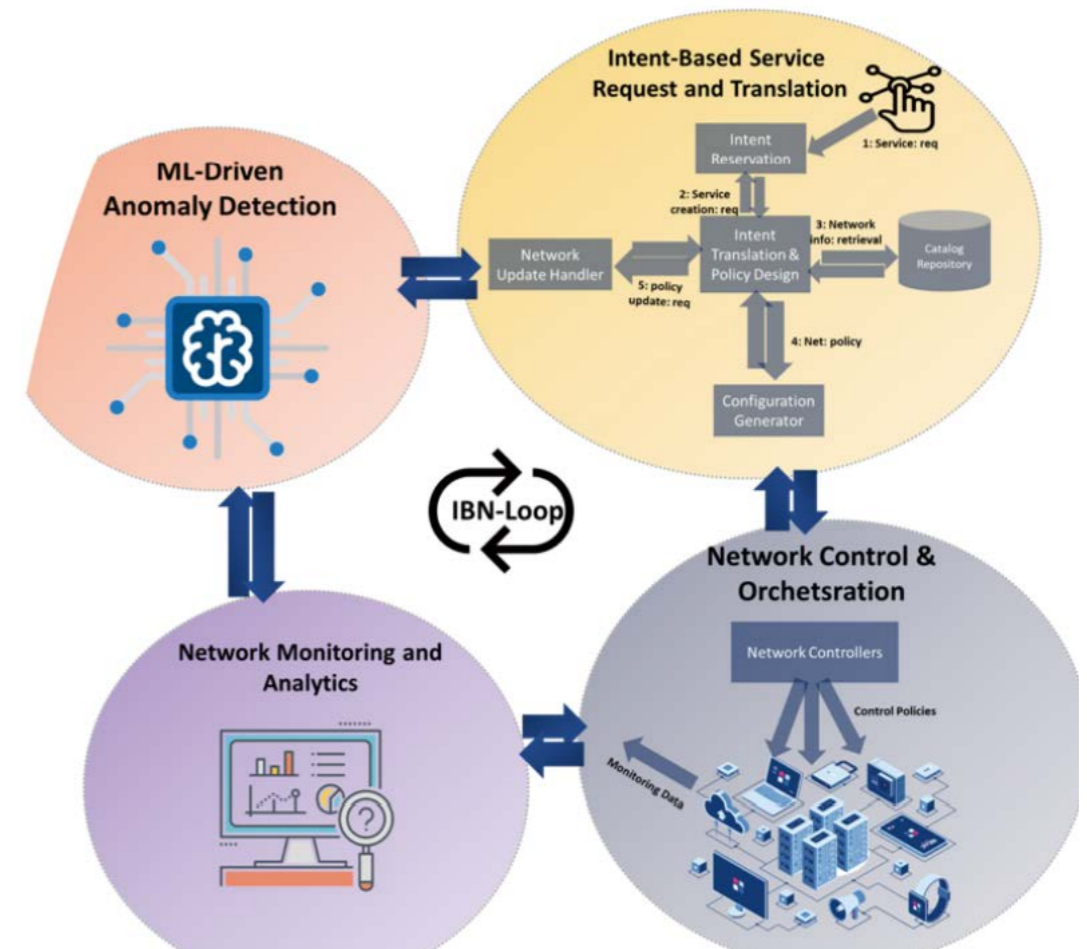 Intent-Based Service
Request and Translation
1: Service: req
Intent
Reservation
2: Service
creation: req
3: Network
info: retrieval
Intent
Translation &
Policy Design
Catalog
Repository
Network
Update Handler
5: policy
update: req
4: Net: policy
Configuration
Generator
ML-Driven
Anomaly Detection
IBN-Loop
Network Control &
Orchetsration
Network Controllers
Control Policies
Monitoring Data
Network Monitoring and
Analytics
?